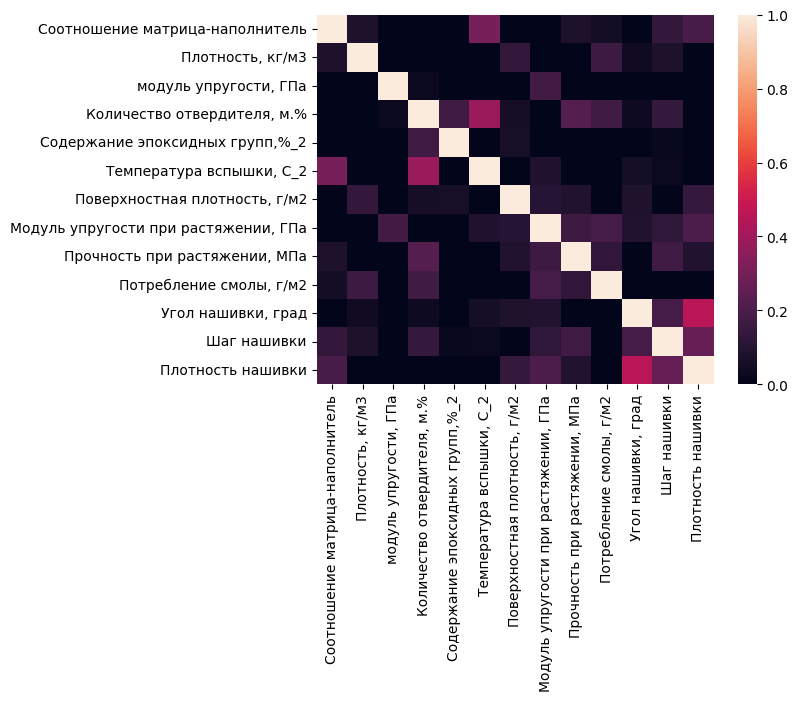 Соотношение матрица-наполнитель
Плотность, кг/м3
модуль упругости, ГПа
Количество отвердителя, м.%
Содержание эпоксидных групп,%_2
Температура вспышки, С_2
Поверхностная плотность, г/м2
Модуль упругости при растяжении, ГПа
Прочность при растяжении, МПа
Потребление смолы, г/м2
Угол нашивки, град
Шаг нашивки
Плотность нашивки
1.0
0.8
0.6
0.4
0.2
0.0
Соотношение матрица-наполнитель
Плотность, кг/м3
модуль упругости, ГПа
Количество отвердителя, м.%
Содержание эпоксидных групп,%_2
Температура вспышки, С_2
Поверхностная плотность, г/м2
Модуль упругости при растяжении, ГПа
Прочность при растяжении, МПа
Потребление смолы, г/м2
Угол нашивки, град
Шаг нашивки
Плотность нашивки